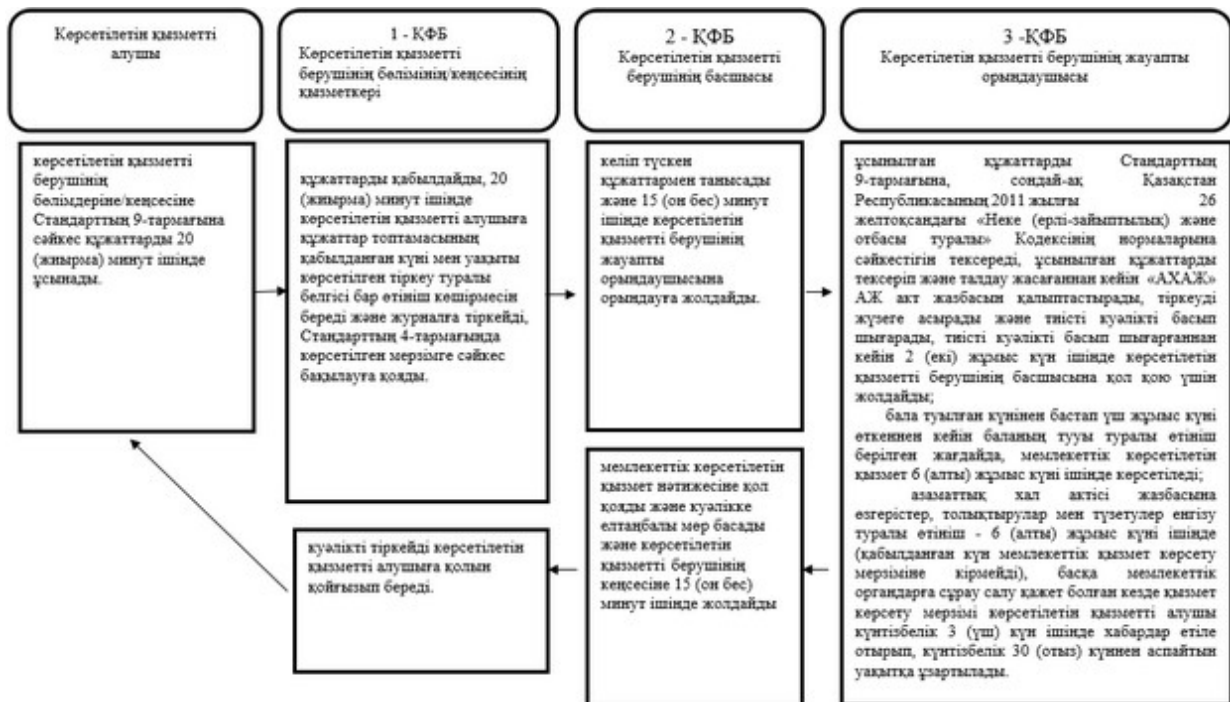 Көрсетілетін қызметті
алушы
1 - ҚФБ
Көрсетілетін қызметті
берушінің бөлімінің/кеңсесінің
қызметкері
2 - ҚФБ
Көрсетілетін қызметті
берушінің басшысы
3 -ҚФБ
Көрсетілетін қызметті берушінің жауапты
орындаушысы
көрсетілетін қызметті
берушінің
бөлімдеріне/кеңсесіне
Стандарттың 9-тармағына
сәйкес құжаттарды 20
(жиырма) минут ішінде
ұсынады.
құжаттарды қабылдайды, 20
(жиырма) минут ішінде
көрсетілетін қызметті алушыға
құжаттар топтамасының
қабылданған күні мен уақыты
көрсетілген тіркеу туралы
белгісі бар өтініш көшірмесін
береді және журналға тіркейді,
Стандарттың 4-тармағында
көрсетілген мерзімге сәйкес
бақылауға қояды.
келіп түскен
құжаттармен танысады
және 15 (он бес) минут
ішінде көрсетілетін
қызметті берушінің
жауапты
орындаушысына
орындауға жолдайды.
ұсынылған құжаттарды Стандарттың
9-тармағына, сондай-ақ Қазақстан
Республикасының 2011 жылғы 26
желтоқсандағы «Неке (ерлі-зайыптылық) және
отбасы туралы» Кодексінің нормаларына
сәйкестігін тексереді, ұсынылған құжаттарды
тексеріп және талдау жасағаннан кейін «АХАЖ»
АЖ акт жазбасын қалыптастырады, тіркеуді
жүзеге асырады және тиісті куәлікті басып
шығарады, тиісті куәлікті басып шығарғаннан
кейін 2 (екі) жұмыс күн ішінде көрсетілетін
қызметті берушінің басшысына қол қою үшін
жолдайды;
бала туылған күнінен бастап үш жұмыс күні
өткеннен кейін баланың тууы туралы өтініш
берілген жағдайда, мемлекеттік көрсетілетін
қызмет 6 (алты) жұмыс күні ішінде көрсетіледі;
азаматтық хал актісі жазбасына
өзгерістер, толықтырулар мен түзетулер енгізу
туралы өтініш - 6 (алты) жұмыс күні ішінде
(қабылданған күн мемлекеттік қызмет көрсету
мерзіміне кірмейді), басқа мемлекеттік
органдарға сұрау салу қажет болған кезде қызмет
көрсету мерзімі көрсетілетін қызметті алушы
күнтізбелік 3 (үш) күн ішінде хабардар етіле
отырып, күнтізбелік 30 (отыз) күннен аспайтын
уақытқа ұзартылады.
мемлекеттік көрсетілетін
қызмет нәтижесіне қол
қояды және куәлікке
елтаңбалы мөр басады
және көрсетілетін
қызметті берушінің
кеңсесіне 15 (он бес)
минут ішінде жолдайды
куәлікті тіркейді көрсетілетін
қызметті алушыға қолын
қойғызып береді.